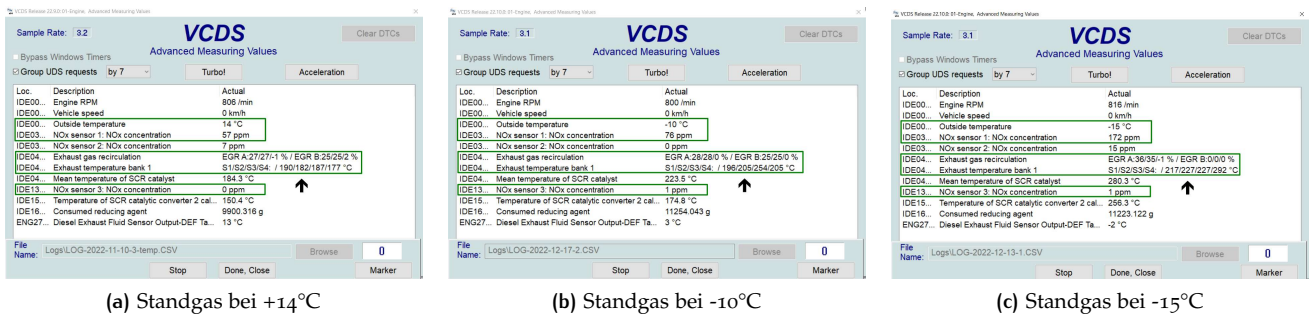 VCDS Release 22.9.0: 01-Engine, Advanced Measuring Values
Sample Rate: 3.2
VCDS
Clear DTCs
Bypass Windows Timers
Advanced Measuring Values
Group UDS requests by 7
Turbo!
Acceleration
Loc. Description Actual
IDE00... Engine RPM 806 /min
IDE00... Vehicle speed 0 km/h
IDE00... Outside temperature 14 °C
IDE03... NOx sensor 1: NOx concentration 57 ppm
IDE03... NOx sensor 2: NOx concentration 7 ppm
IDE04... Exhaust gas recirculation EGR A:27/27/-1 % / EGR B:25/25/2 %
IDE04... Exhaust temperature bank 1 S1/S2/S3/S4: / 190/182/187/177 °C
IDE04... Mean temperature of SCR catalyst 184.3 °C
IDE13... NOx sensor 3: NOx concentration 0 ppm
IDE15... Temperature of SCR catalytic converter 2 cal... 150.4 °C
IDE16... Consumed reducing agent 9900.316 g
ENG27... Diesel Exhaust Fluid Sensor Output-DEF Ta... 13 °C
File Name: Logs\LOG-2022-11-10-3-temp.CSV
Browse
0
Stop
Done, Close
Marker
(a) Standgas bei +14°C
VCDS Release 22.10.0: 01-Engine, Advanced Measuring Values
Sample Rate: 3.1
VCDS
Clear DTCs
Bypass Windows Timers
Advanced Measuring Values
Group UDS requests by 7
Turbo!
Acceleration
Loc. Description Actual
IDE00... Engine RPM 800 /min
IDE00... Vehicle speed 0 km/h
IDE00... Outside temperature -10 °C
IDE03... NOx sensor 1: NOx concentration 76 ppm
IDE03... NOx sensor 2: NOx concentration 0 ppm
IDE04... Exhaust gas recirculation EGR A:28/28/0 % / EGR B:25/25/0 %
IDE04... Exhaust temperature bank 1 S1/S2/S3/S4: / 196/205/254/205 °C
IDE04... Mean temperature of SCR catalyst 223.5 °C
IDE13... NOx sensor 3: NOx concentration 1 ppm
IDE15... Temperature of SCR catalytic converter 2 cal... 174.8 °C
IDE16... Consumed reducing agent 11254.043 g
ENG27... Diesel Exhaust Fluid Sensor Output-DEF Ta... 3 °C
File Name: Logs\LOG-2022-12-17-2.CSV
Browse
0
Stop
Done, Close
Marker
(b) Standgas bei -10°C
VCDS Release 22.10.0: 01-Engine, Advanced Measuring Values
Sample Rate: 3.1
VCDS
Clear DTCs
Bypass Windows Timers
Advanced Measuring Values
Group UDS requests by 7
Turbo!
Acceleration
Loc. Description Actual
IDE00... Engine RPM 816 /min
IDE00... Vehicle speed 0 km/h
IDE00... Outside temperature -15 °C
IDE03... NOx sensor 1: NOx concentration 172 ppm
IDE03... NOx sensor 2: NOx concentration 15 ppm
IDE04... Exhaust gas recirculation EGR A:36/35/-1 % / EGR B:0/0/0 %
IDE04... Exhaust temperature bank 1 S1/S2/S3/S4: / 217/227/227/292 °C
IDE04... Mean temperature of SCR catalyst 280.3 °C
IDE13... NOx sensor 3: NOx concentration 1 ppm
IDE15... Temperature of SCR catalytic converter 2 cal... 256.3 °C
IDE16... Consumed reducing agent 11223.122 g
ENG27... Diesel Exhaust Fluid Sensor Output-DEF Ta... -2 °C
File Name: Logs\LOG-2022-12-13-1.CSV
Browse
0
Stop
Done, Close
Marker
(c) Standgas bei -15°C